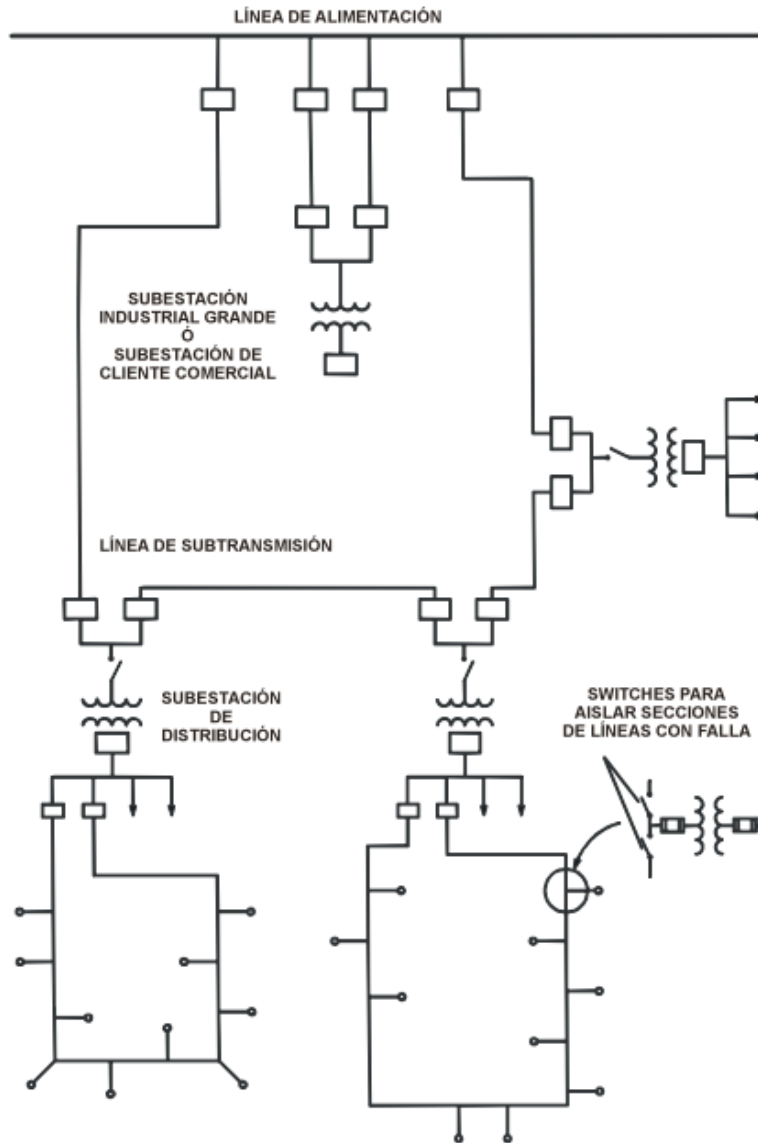 LÍNEA DE ALIMENTACIÓN
SUBESTACIÓN
INDUSTRIAL GRANDE
Ó
SUBESTACIÓN DE
CLIENTE COMERCIAL
LÍNEA DE SUBTRANSMISIÓN
SUBESTACIÓN
DE
DISTRIBUCIÓN
SWITCHES PARA
AISLAR SECCIONES
DE LÍNEAS CON FALLA